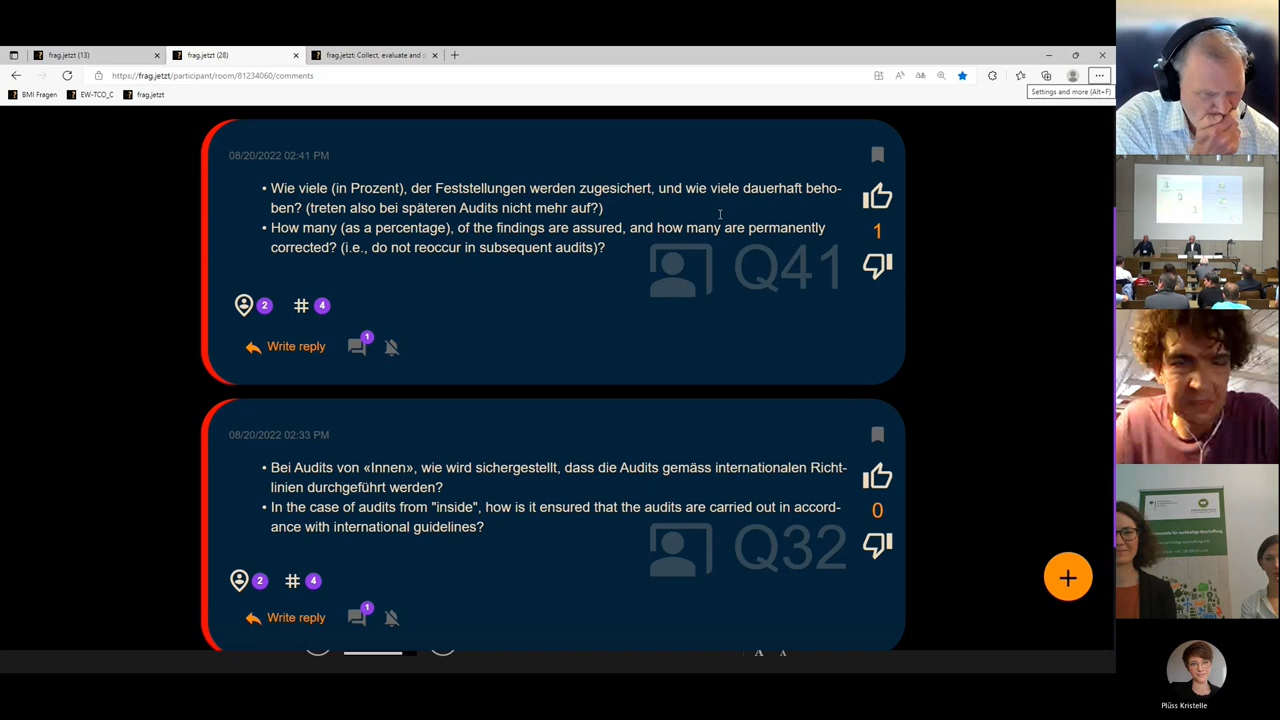 frag.jetzt (13)
frag.jetzt (28)
frag.jetzt: Collect, evaluate and
https://frag.jetzt/participant/room/81234060/comments
BMI Fragen
EW-TCO_C
frag.jetzt
Settings and more (Alt+F)
08/20/2022 02:41 PM
• Wie viele (in Prozent), der Feststellungen werden zugesichert, und wie viele dauerhaft beho-
ben? (treten also bei späteren Audits nicht mehr auf?)
• How many (as a percentage), of the findings are assured, and how many are permanently
corrected? (i.e., do not reoccur in subsequent audits)?
1
Q41
2
# 4
Write reply
1
08/20/2022 02:33 PM
• Bei Audits von «Innen», wie wird sichergestellt, dass die Audits gemäss internationalen Richt-
linien durchgeführt werden?
• In the case of audits from "inside", how is it ensured that the audits are carried out in accord-
ance with international guidelines?
0
Q32
2
# 4
Write reply
1
+
A A
Plüss Kristelle